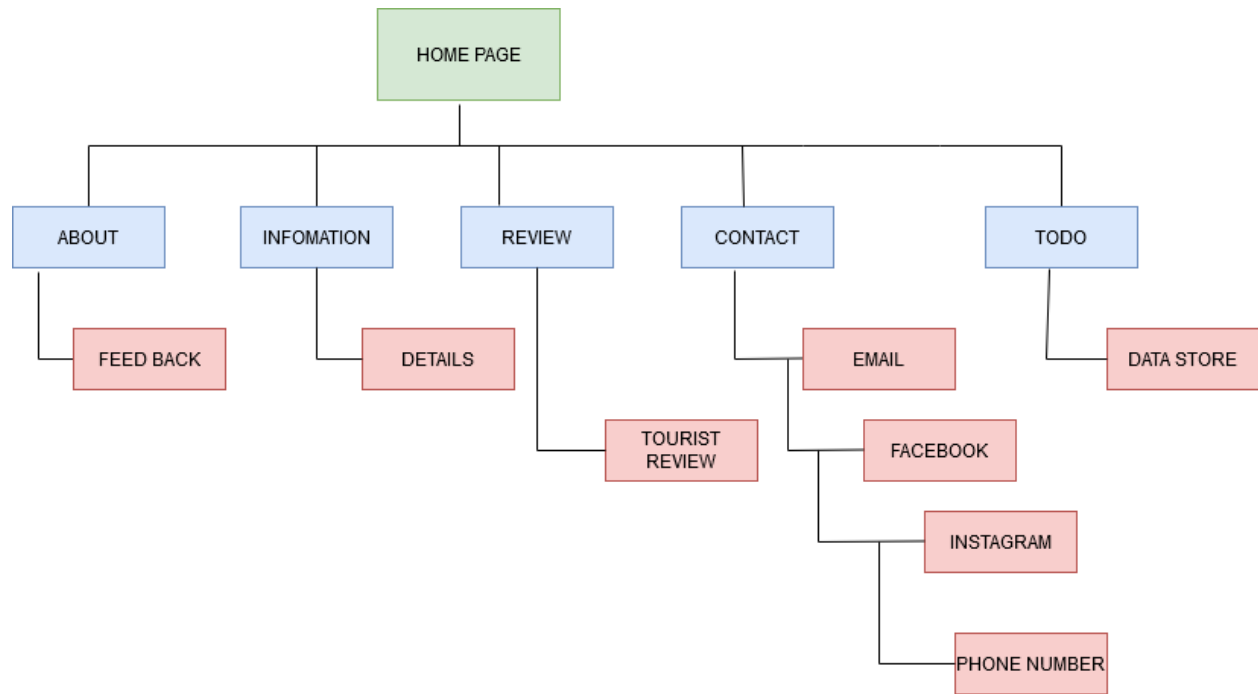 HOME PAGE
ABOUT
INFOMATION
REVIEW
CONTACT
TODO
FEED BACK
DETAILS
EMAIL
DATA STORE
TOURIST
REVIEW
FACEBOOK
INSTAGRAM
PHONE NUMBER